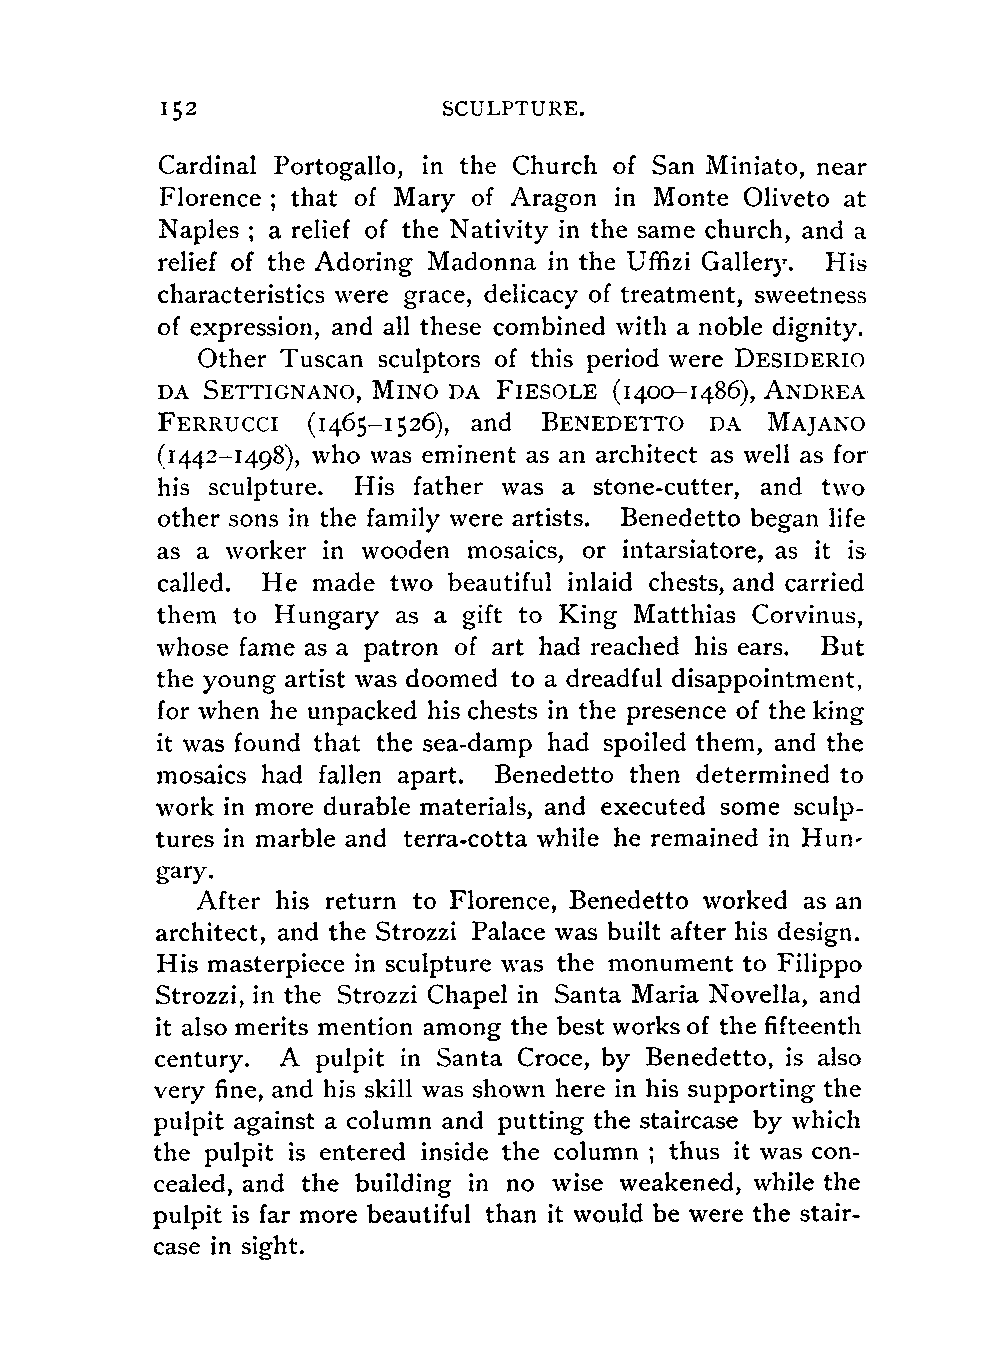 152 SCULPTURE.
Cardinal Portogallo, in the Church of San Miniato, near
Florence ; that of Mary of Aragon in Monte Oliveto at
Naples ; a relief of the Nativity in the same church, and a
relief of the Adoring Madonna in the Uffizi Gallery. His
characteristics were grace, delicacy of treatment, sweetness
of expression, and all these combined with a noble dignity.
Other Tuscan sculptors of this period were DESIDERIO
DA SETTIGNANO, MINO DA FIESOLE (1400–1486), ANDREA
FERRUCCI (1465–1526), and BENEDETTO DA MAJANO
(1442–1498), who was eminent as an architect as well as for
his sculpture. His father was a stone-cutter, and two
other sons in the family were artists. Benedetto began life
as a worker in wooden mosaics, or intarsiatore, as it is
called. He made two beautiful inlaid chests, and carried
them to Hungary as a gift to King Matthias Corvinus,
whose fame as a patron of art had reached his ears. But
the young artist was doomed to a dreadful disappointment,
for when he unpacked his chests in the presence of the king
it was found that the sea-damp had spoiled them, and the
mosaics had fallen apart. Benedetto then determined to
work in more durable materials, and executed some sculp-
tures in marble and terra-cotta while he remained in Hun-
gary.
After his return to Florence, Benedetto worked as an
architect, and the Strozzi Palace was built after his design.
His masterpiece in sculpture was the monument to Filippo
Strozzi, in the Strozzi Chapel in Santa Maria Novella, and
it also merits mention among the best works of the fifteenth
century. A pulpit in Santa Croce, by Benedetto, is also
very fine, and his skill was shown here in his supporting the
pulpit against a column and putting the staircase by which
the pulpit is entered inside the column ; thus it was con-
cealed, and the building in no wise weakened, while the
pulpit is far more beautiful than it would be were the stair-
case in sight.